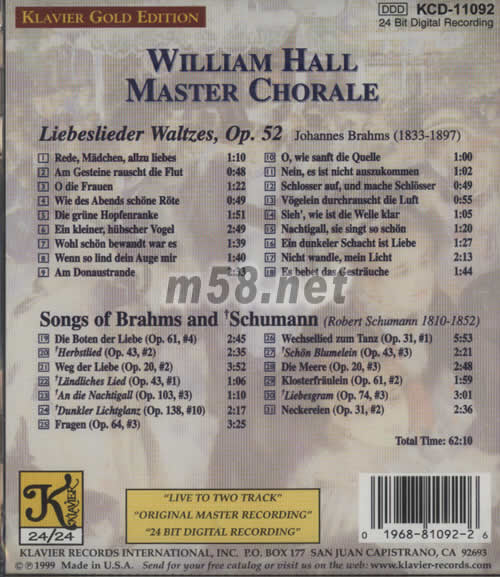 KLAVIER GOLD EDITION
DDD KCD-11092
24 Bit Digital Recording
WILLIAM HALL
MASTER CHORALE
Liebeslieder Waltzes, Op. 52 Johannes Brahms (1833-1897)
1 Rede, Mädchen, allzu liebes 1:10
2 Am Gesteine rauscht die Flut 0:48
3 O die Frauen 1:22
4 Wie des Abends schöne Röte 0:48
5 Die grüne Hopfenranke 1:51
6 Ein kleiner, hübscher Vogel 2:49
7 Wohl schön bewandt war es 1:39
8 Wenn so lind dein Auge mir 1:40
9 Am Donaustrande
10 O, wie sanft die Quelle 1:00
11 Nein, es ist nicht auszukommen 1:02
12 Schlosser auf, und mache Schlösser 0:49
13 Vögelein durchrauscht die Luft 0:55
14 Sieh', wie ist die Welle klar 1:05
15 Nachtigall, sie singt so schön 1:20
16 Ein dunkeler Schacht ist Liebe 1:27
17 Nicht wandle, mein Licht 2:13
18 Es bebet das Gesträuche 1:44
m58.net
Songs of Brahms and †Schumann (Robert Schumann 1810-1852)
19 Die Boten der Liebe (Op. 61, #4) 2:45
20 †Herbstlied (Op. 43, #2) 2:35
21 Weg der Liebe (Op. 20, #2) 3:52
22 †Ländliches Lied (Op. 43, #1) 1:06
23 †An die Nachtigall (Op. 103, #3) 1:10
24 †Dunkler Lichtglanz (Op. 138, #10) 2:17
25 Fragen (Op. 64, #3) 3:25
26 Wechsellied zum Tanz (Op. 31, #1) 5:53
27 †Schön Blumelein (Op. 43, #3) 2:21
28 Die Meere (Op. 20, #3) 2:48
29 Klosterfräulein (Op. 61, #2) 1:59
30 †Liebesgram (Op. 74, #3) 3:01
31 Neckereien (Op. 31, #2) 2:36
Total Time: 62:10
K
KLAVIER
24/24
"LIVE TO TWO TRACK"
"ORIGINAL MASTER RECORDING"
"24 BIT DIGITAL RECORDING"
0 19688-11092-2 6
KLAVIER RECORDS INTERNATIONAL, INC. P.O. BOX 177 SAN JUAN CAPISTRANO, CA 92693
©℗1999 Made in U.S.A. Send for your free catalog or visit us on the web @ www.klavier-records.com